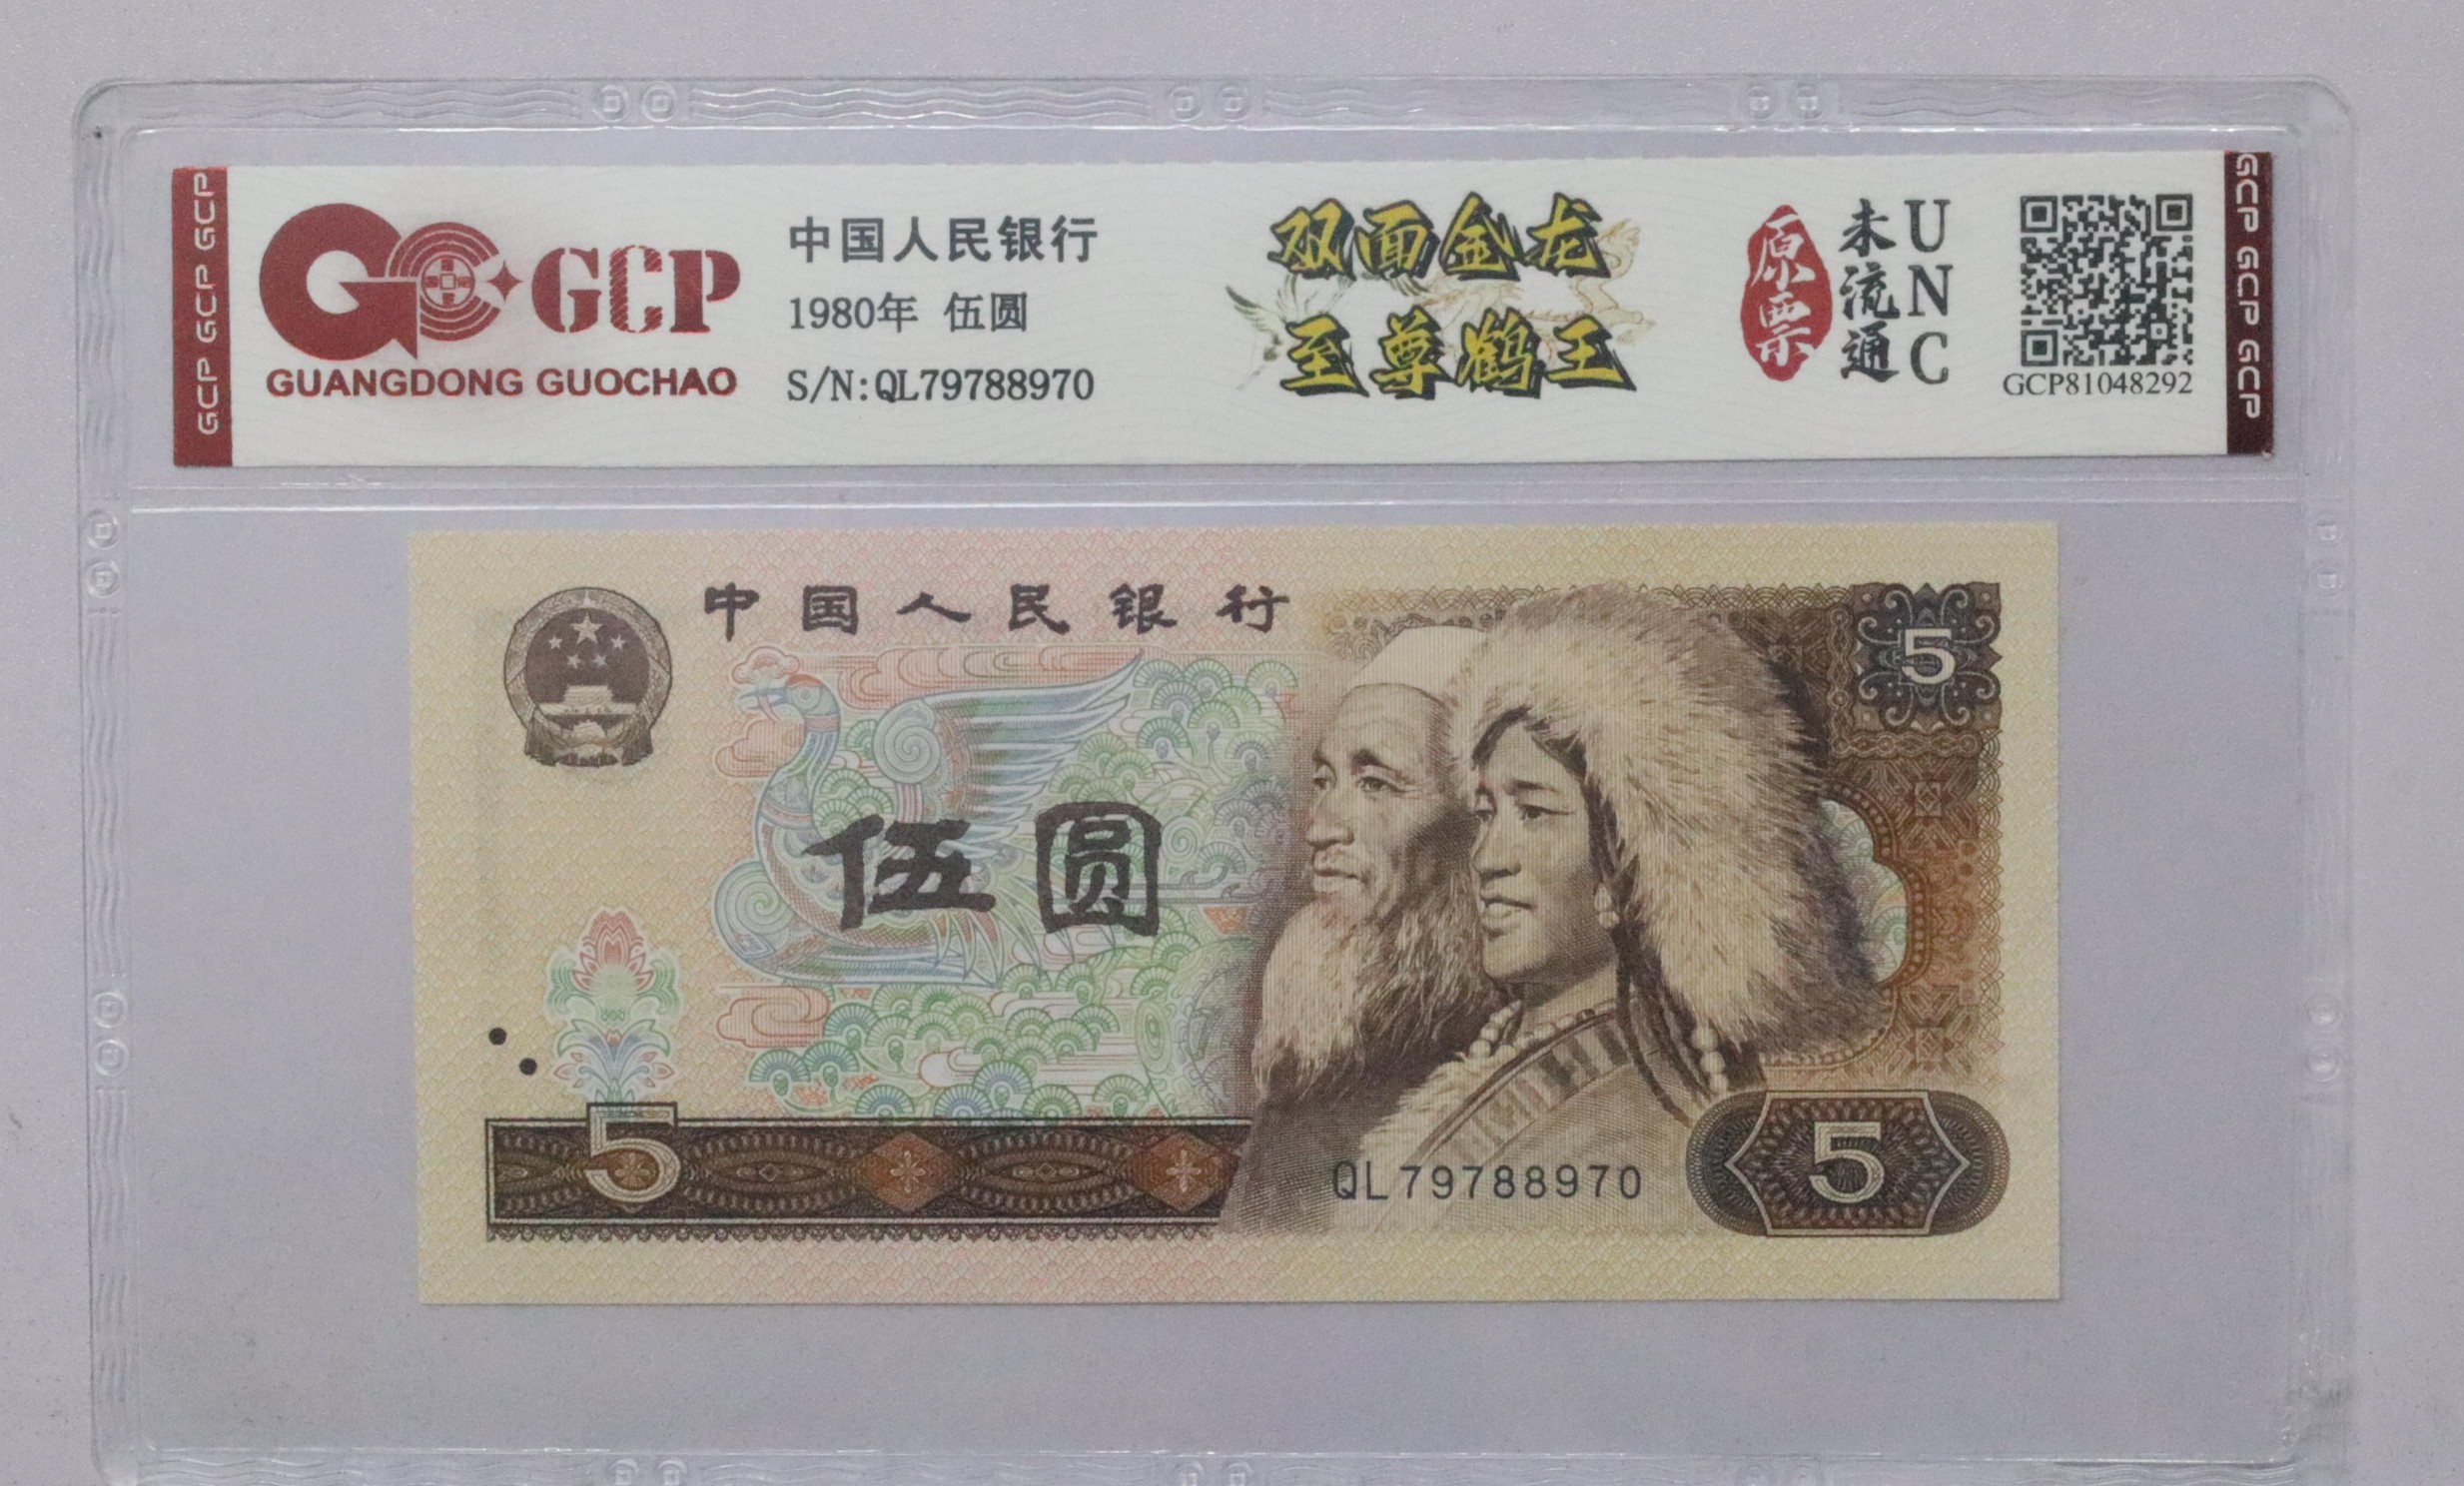 GCP GCP GCP
GCP
GUANGDONG GUOCHAO
中国人民银行
1980年 伍圆
S/N:QL79788970
双面金龙
至尊鹤王
原票
未流通
UNC
GCP81048292
GCP GCP GCP
中国人民银行
5
伍圆
5
QL79788970
5